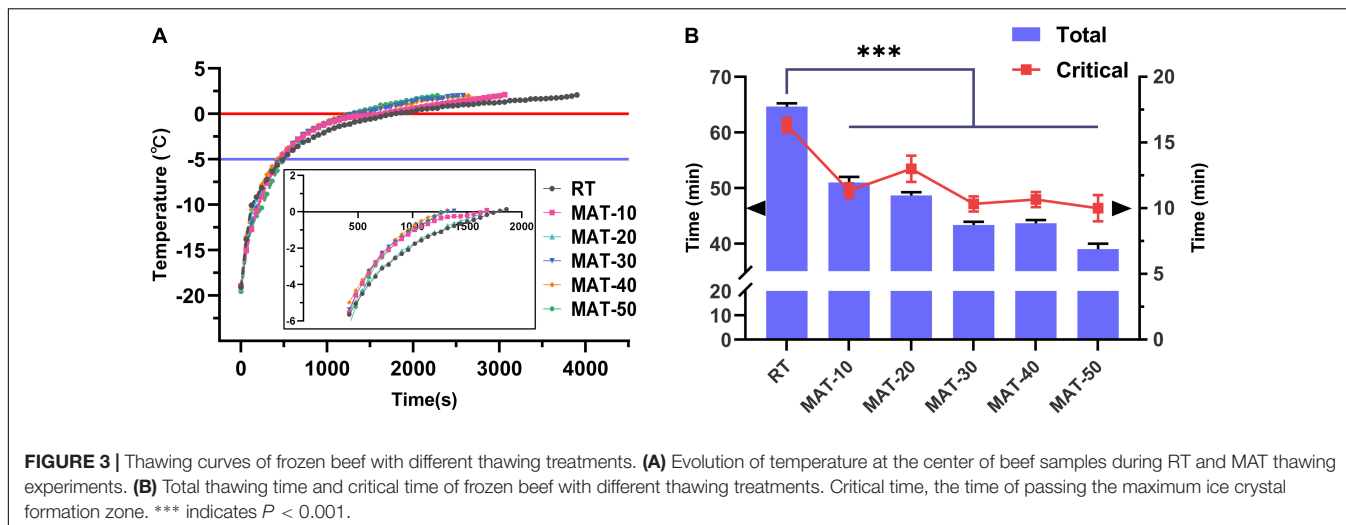 A
Temperature (℃)
5
0
-5
-10
-15
-20
0 1000 2000 3000 4000
Time(s)
2
0
-2
-4
-6
500 1000 1500 2000
RT
MAT-10
MAT-20
MAT-30
MAT-40
MAT-50
B
Total
Critical
***
Time (min)
70
60
50
40
20
10
0
20
15
10
5
0
Time (min)
RT MAT-10 MAT-20 MAT-30 MAT-40 MAT-50
FIGURE 3 | Thawing curves of frozen beef with different thawing treatments. (A) Evolution of temperature at the center of beef samples during RT and MAT thawing
experiments. (B) Total thawing time and critical time of frozen beef with different thawing treatments. Critical time, the time of passing the maximum ice crystal
formation zone. *** indicates P < 0.001.